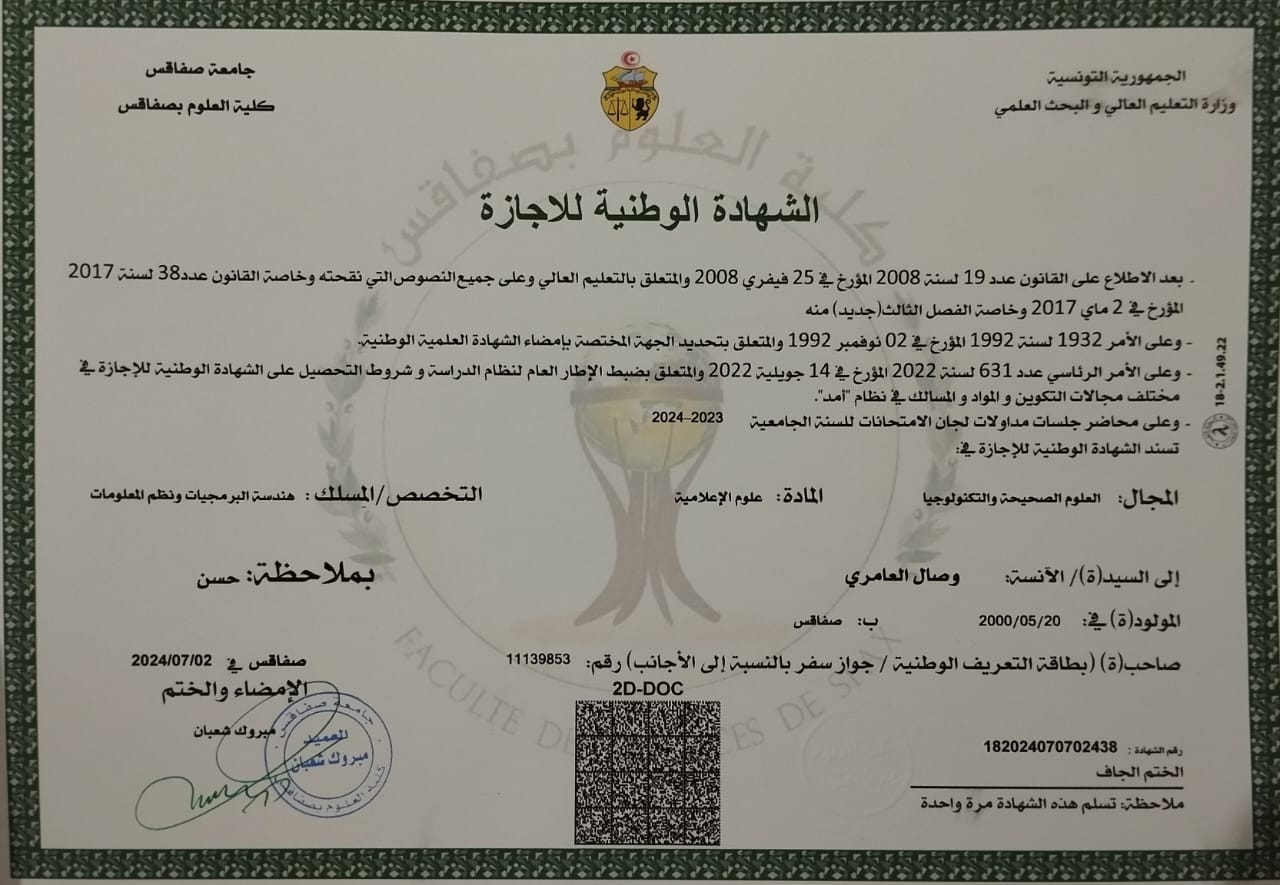 الجمهورية التونسية
وزارة التعليم العالي و البحث العلمي
جامعة صفاقس
كلية العلوم بصفاقس
كلية العلوم بصفاقس
الشهادة الوطنية للاجازة
- بعد الاطلاع على القانون عدد 19 لسنة 2008 المؤرخ في 25 فيفري 2008 والمتعلق بالتعليم العالي وعلى جميع النصوص التي نقحته وخاصة القانون عدد38 لسنة 2017
المؤرخ في 2 ماي 2017 وخاصة الفصل الثالث(جديد) منه
- وعلى الأمر 1932 لسنة 1992 المؤرخ في 02 نوفمبر 1992 والمتعلق بتحديد الجهة المختصة بإمضاء الشهادة العلمية الوطنية.
- وعلى الأمر الرئاسي عدد 631 لسنة 2022 المؤرخ في 14 جويلية 2022 والمتعلق بضبط الإطار العام لنظام الدراسة و شروط التحصيل على الشهادة الوطنية للإجازة في
مختلف مجالات التكوين و المواد و المسالك في نظام "أمد".
- وعلى محاضر جلسات مداولات لجان الامتحانات للسنة الجامعية 2023–2024
تسند الشهادة الوطنية للإجازة في:
المجال: العلوم الصحيحة والتكنولوجيا المادة: علوم الإعلامية التخصص/المسلك : هندسة البرمجيات ونظم المعلومات
إلى السيد(ة)/ الآنسة: وصال العامري بملاحظة: حسن
المولود(ة) في: 2000/05/20 ب: صفاقس
صاحب(ة) (بطاقة التعريف الوطنية / جواز سفر بالنسبة إلى الأجانب) رقم: 11139853
صفاقس في 2024/07/02
الإمضاء والختم
مبروك شعبان
جامعة صفاقس
العميد
مبروك شعبان
كلية العلوم بصفاقس
2D-DOC
FACULTE DES SCIENCES DE SFAX
رقم الشهادة : 182024070702438
الختم الجاف
ملاحظة: تسلم هذه الشهادة مرة واحدة
18-2.1.49.22